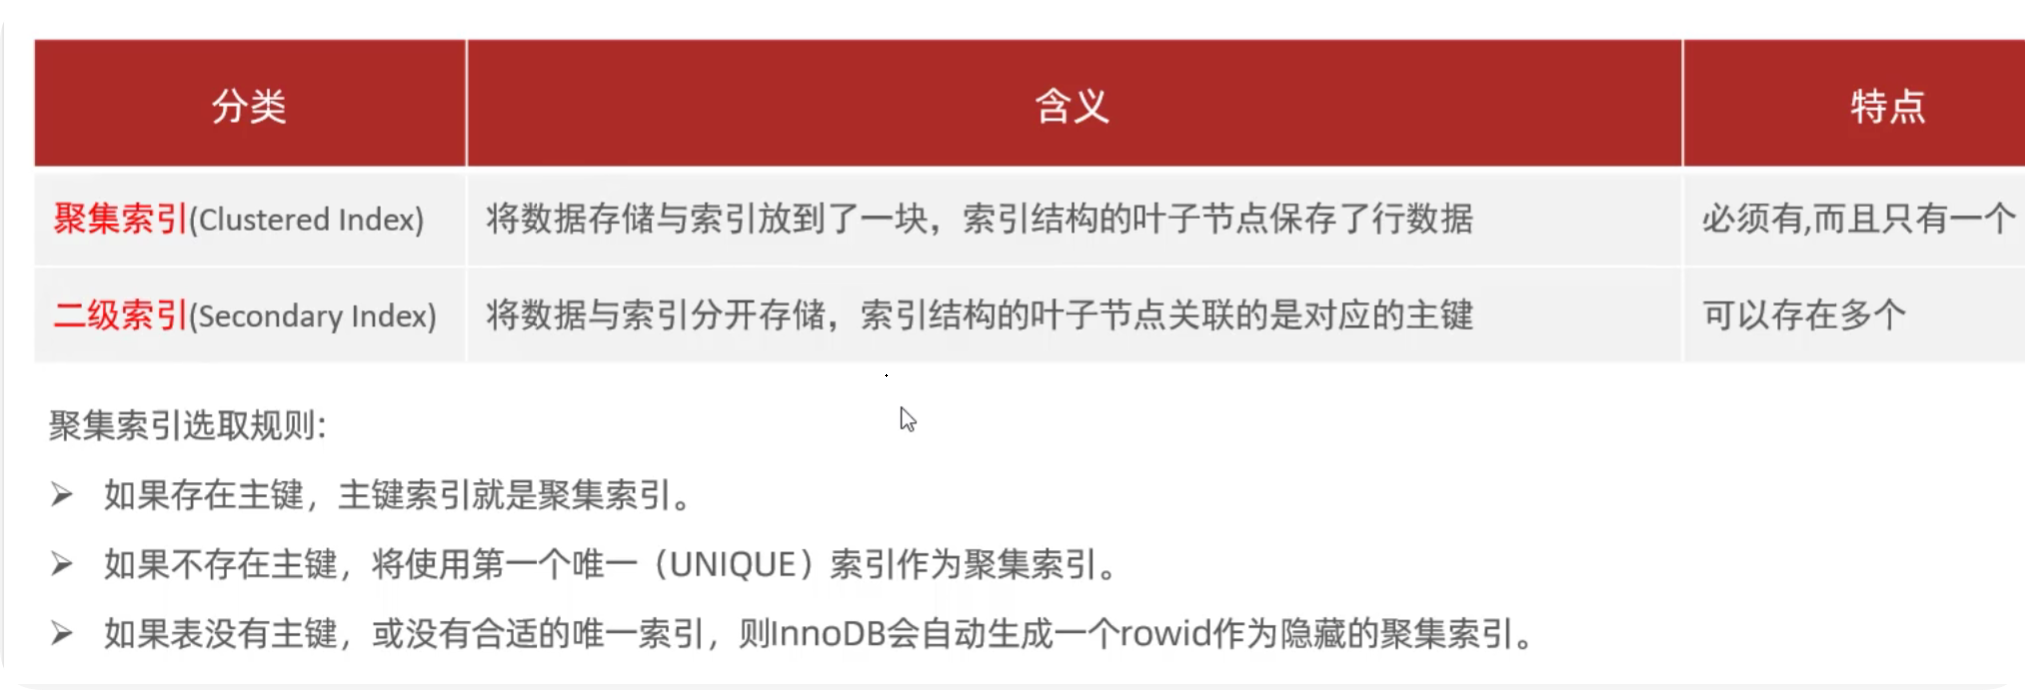 分类 含义 特点
聚集索引(Clustered Index) 将数据存储与索引放到了一块，索引结构的叶子节点保存了行数据 必须有,而且只有一个
二级索引(Secondary Index) 将数据与索引分开存储，索引结构的叶子节点关联的是对应的主键 可以存在多个
聚集索引选取规则:
➢ 如果存在主键，主键索引就是聚集索引。
➢ 如果不存在主键，将使用第一个唯一（UNIQUE）索引作为聚集索引。
➢ 如果表没有主键，或没有合适的唯一索引，则InnoDB会自动生成一个rowid作为隐藏的聚集索引。